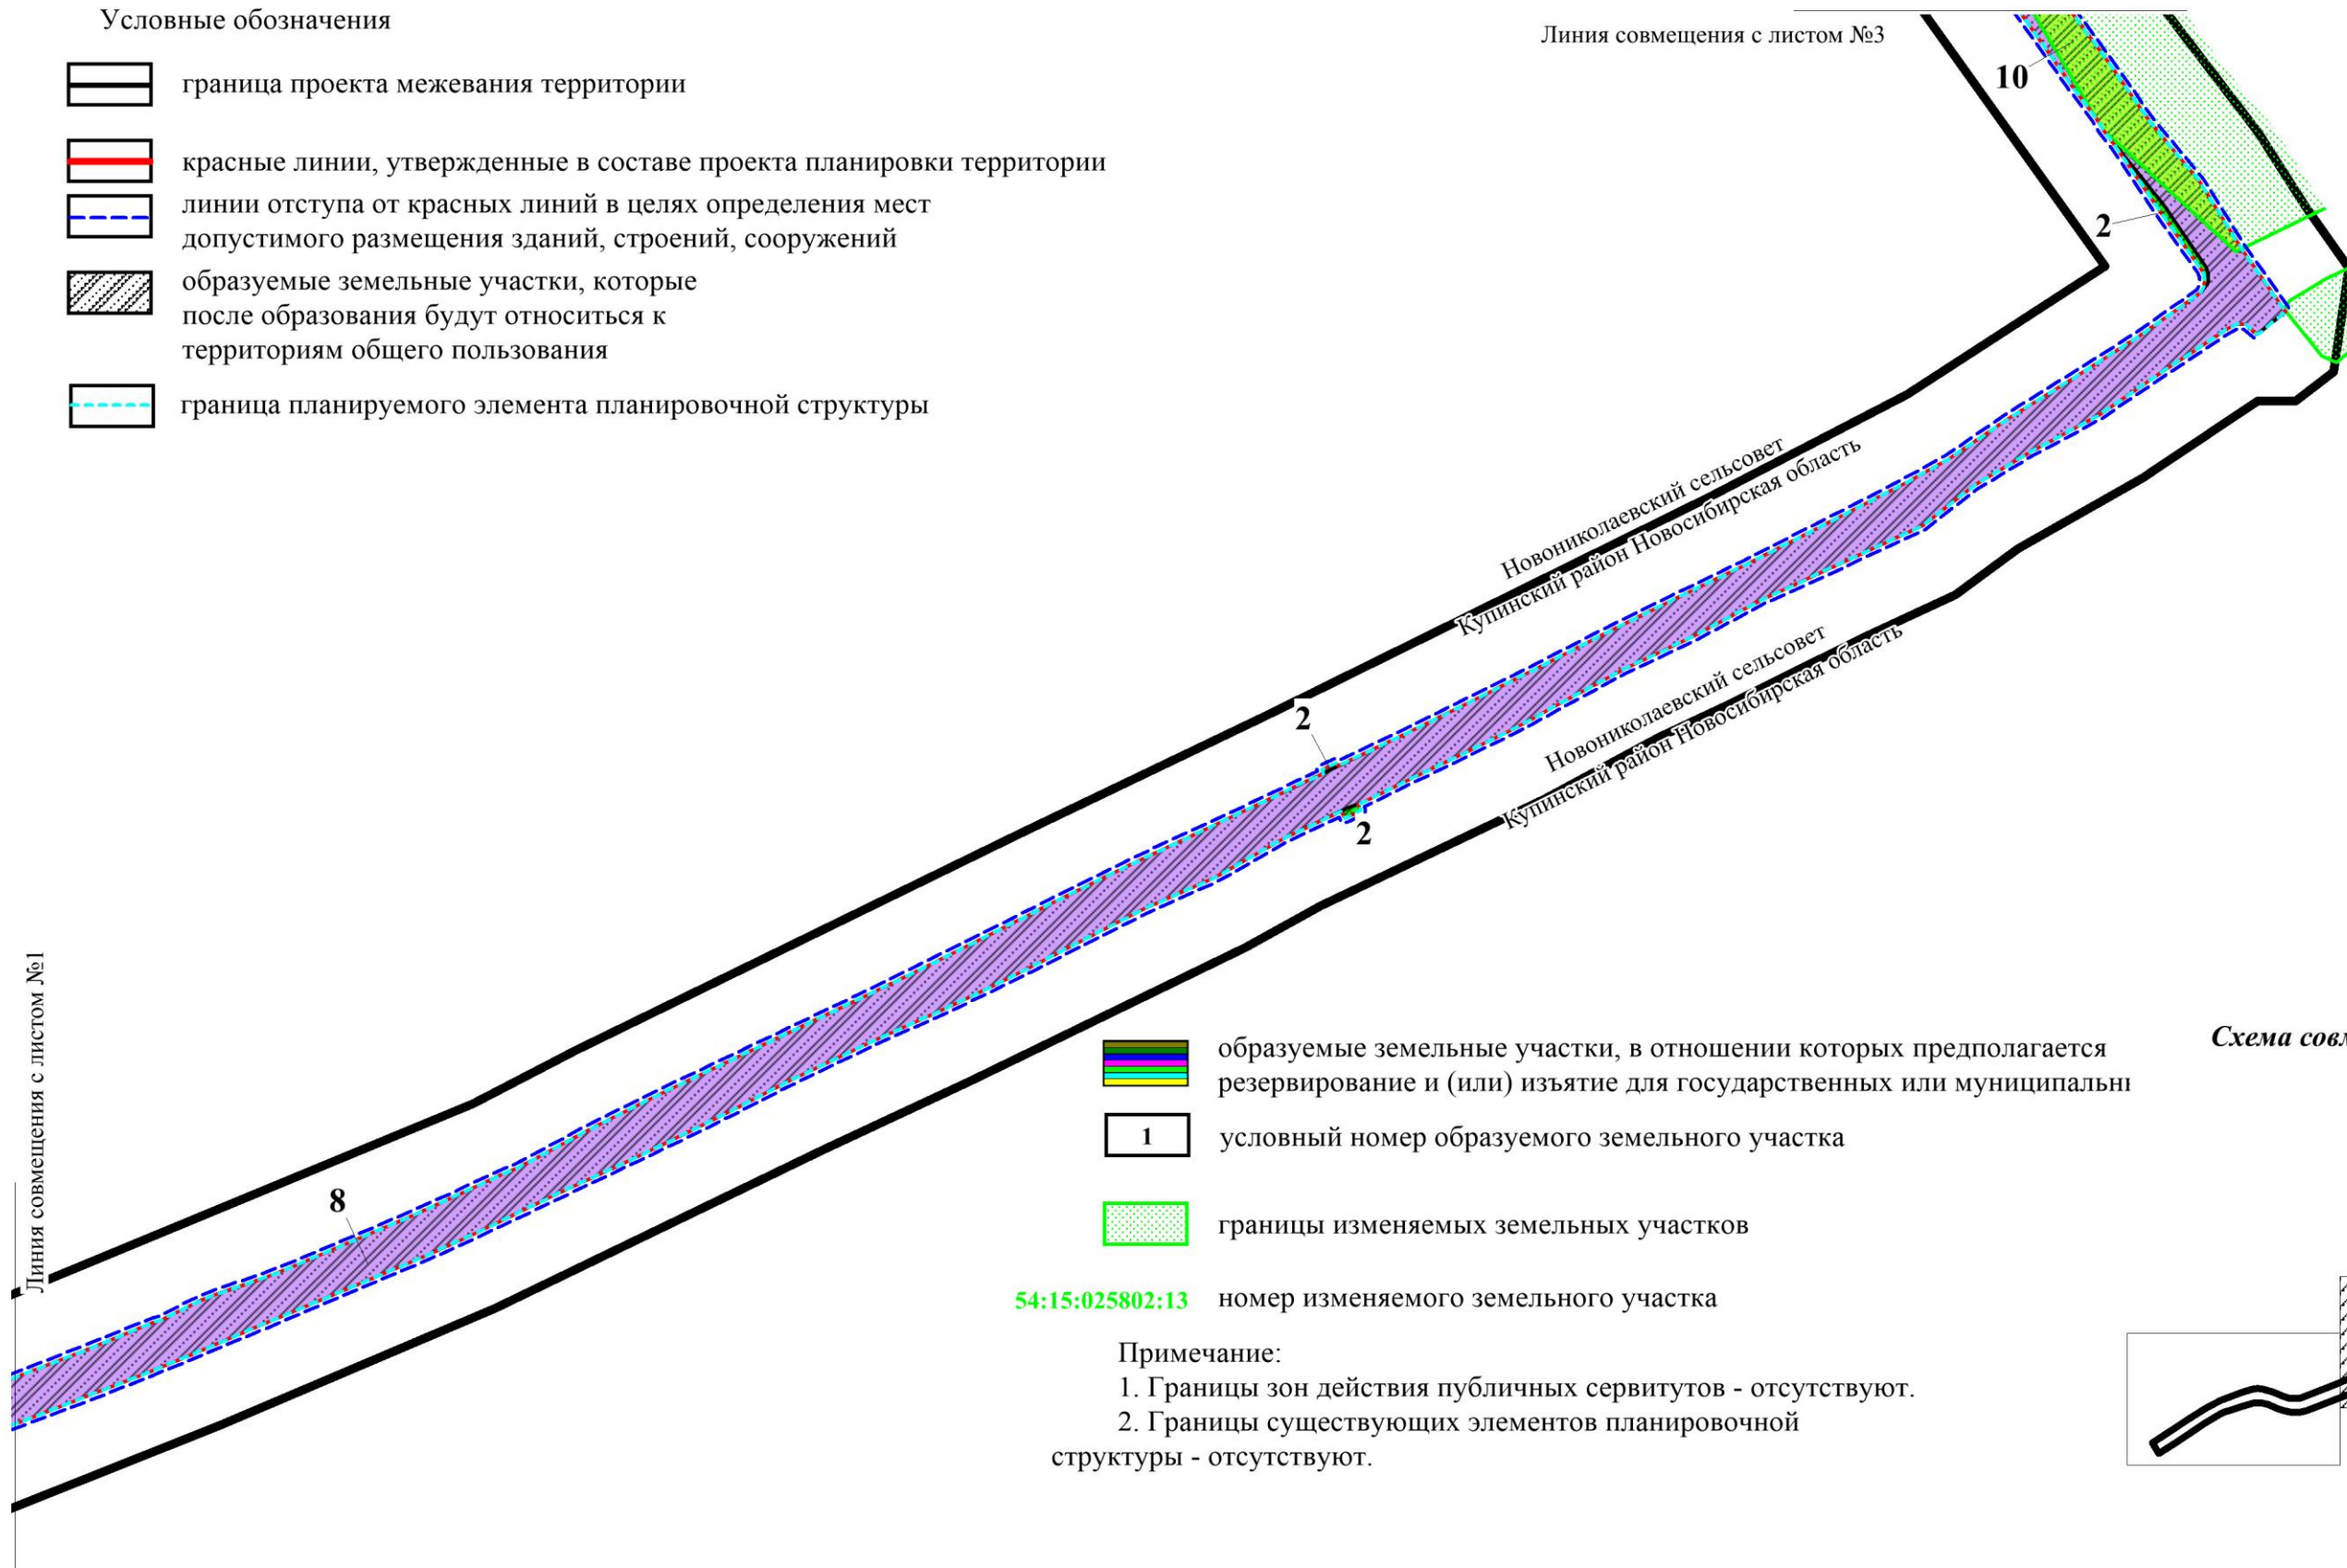 Условные обозначения
граница проекта межевания территории
красные линии, утвержденные в составе проекта планировки территории
линии отступа от красных линий в целях определения мест
допустимого размещения зданий, строений, сооружений
образуемые земельные участки, которые
после образования будут относиться к
территориям общего пользования
граница планируемого элемента планировочной структуры
Линия совмещения с листом №3
10
2
Новониколаевский сельсовет
Купинский район Новосибирская область
Новониколаевский сельсовет
Купинский район Новосибирская область
2
2
Линия совмещения с листом №1
8
образуемые земельные участки, в отношении которых предполагается
резервирование и (или) изъятие для государственных или
1
условный номер образуемого земельного участка
границы изменяемых земельных участков
54:15:025802:13
номер изменяемого земельного участка
Примечание:
1. Границы зон действия публичных сервитутов - отсутствуют.
2. Границы существующих элементов планировочной
структуры - отсутствуют.
Схема